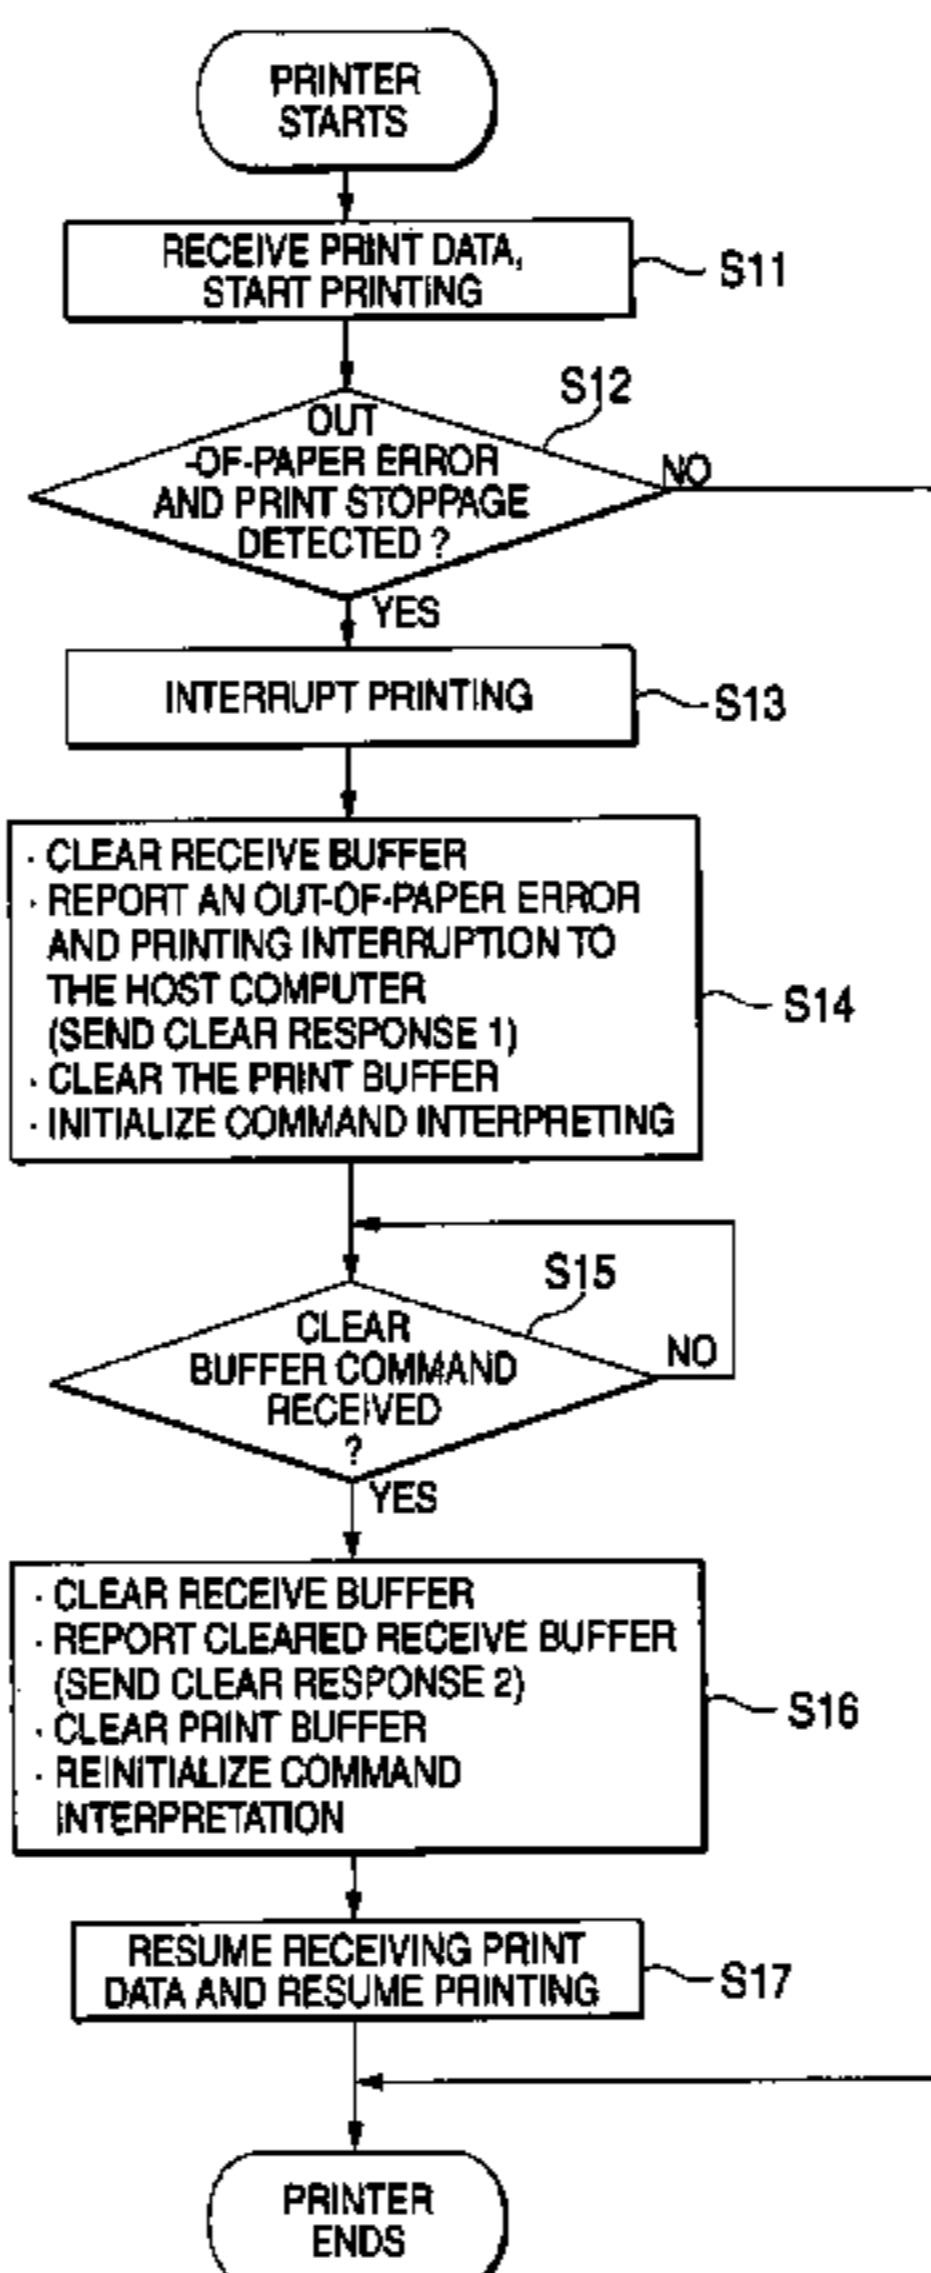 PRINTER
STARTS
RECEIVE PRINT DATA,
START PRINTING
S11
S12
OUT
-OF-PAPER ERROR
AND PRINT STOPPAGE
DETECTED ?
NO
YES
INTERRUPT PRINTING
S13
· CLEAR RECEIVE BUFFER
· REPORT AN OUT-OF-PAPER ERROR
AND PRINTING INTERRUPTION TO
THE HOST COMPUTER
(SEND CLEAR RESPONSE 1)
· CLEAR THE PRINT BUFFER
· INITIALIZE COMMAND INTERPRETING
S14
S15
CLEAR
BUFFER COMMAND
RECEIVED
?
NO
YES
· CLEAR RECEIVE BUFFER
· REPORT CLEARED RECEIVE BUFFER
(SEND CLEAR RESPONSE 2)
· CLEAR PRINT BUFFER
· REINITIALIZE COMMAND
INTERPRETATION
S16
RESUME RECEIVING PRINT
DATA AND RESUME PRINTING
S17
PRINTER
ENDS